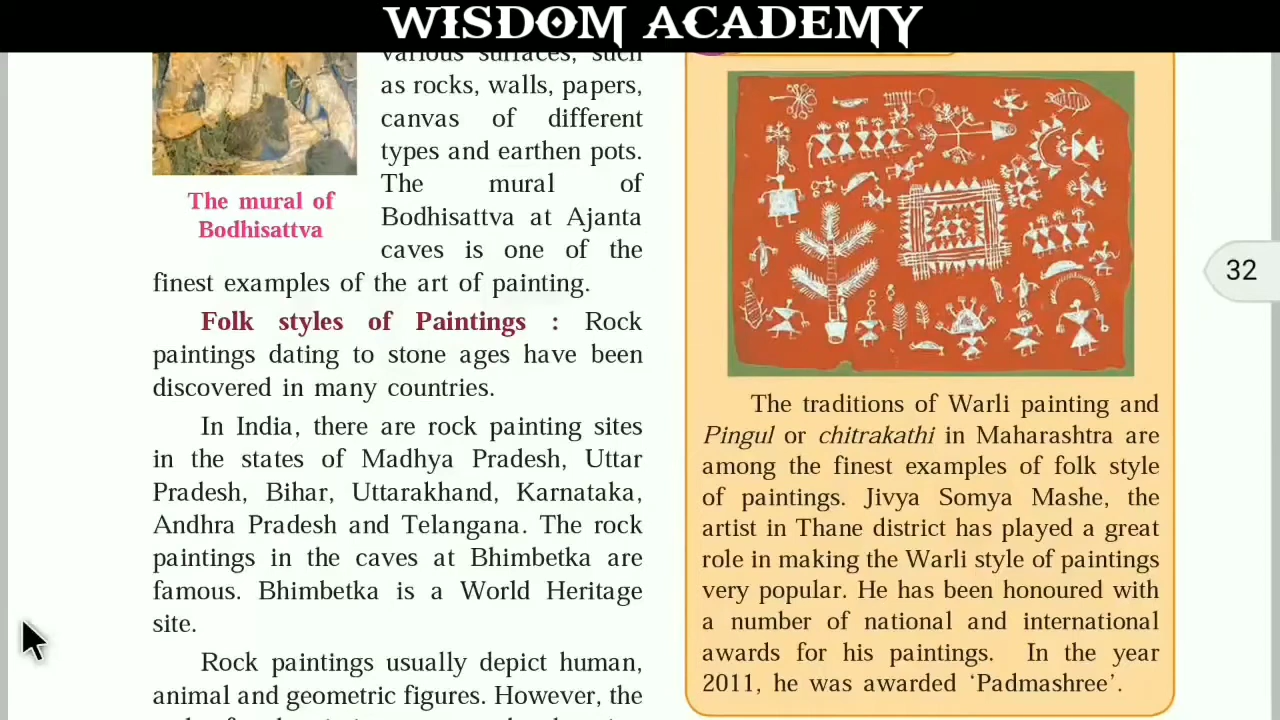 WISDOM ACADEMY
various surfaces, such
as rocks, walls, papers,
canvas of different
types and earthen pots.
The mural of
Bodhisattva at Ajanta
caves is one of the
finest examples of the art of painting.
The mural of
Bodhisattva
Folk styles of Paintings : Rock
paintings dating to stone ages have been
discovered in many countries.
In India, there are rock painting sites
in the states of Madhya Pradesh, Uttar
Pradesh, Bihar, Uttarakhand, Karnataka,
Andhra Pradesh and Telangana. The rock
paintings in the caves at Bhimbetka are
famous. Bhimbetka is a World Heritage
site.
Rock paintings usually depict human,
animal and geometric figures. However, the
The traditions of Warli painting and
Pingul or chitrakathi in Maharashtra are
among the finest examples of folk style
of paintings. Jivya Somya Mashe, the
artist in Thane district has played a great
role in making the Warli style of paintings
very popular. He has been honoured with
a number of national and international
awards for his paintings. In the year
2011, he was awarded ‘Padmashree’.
32